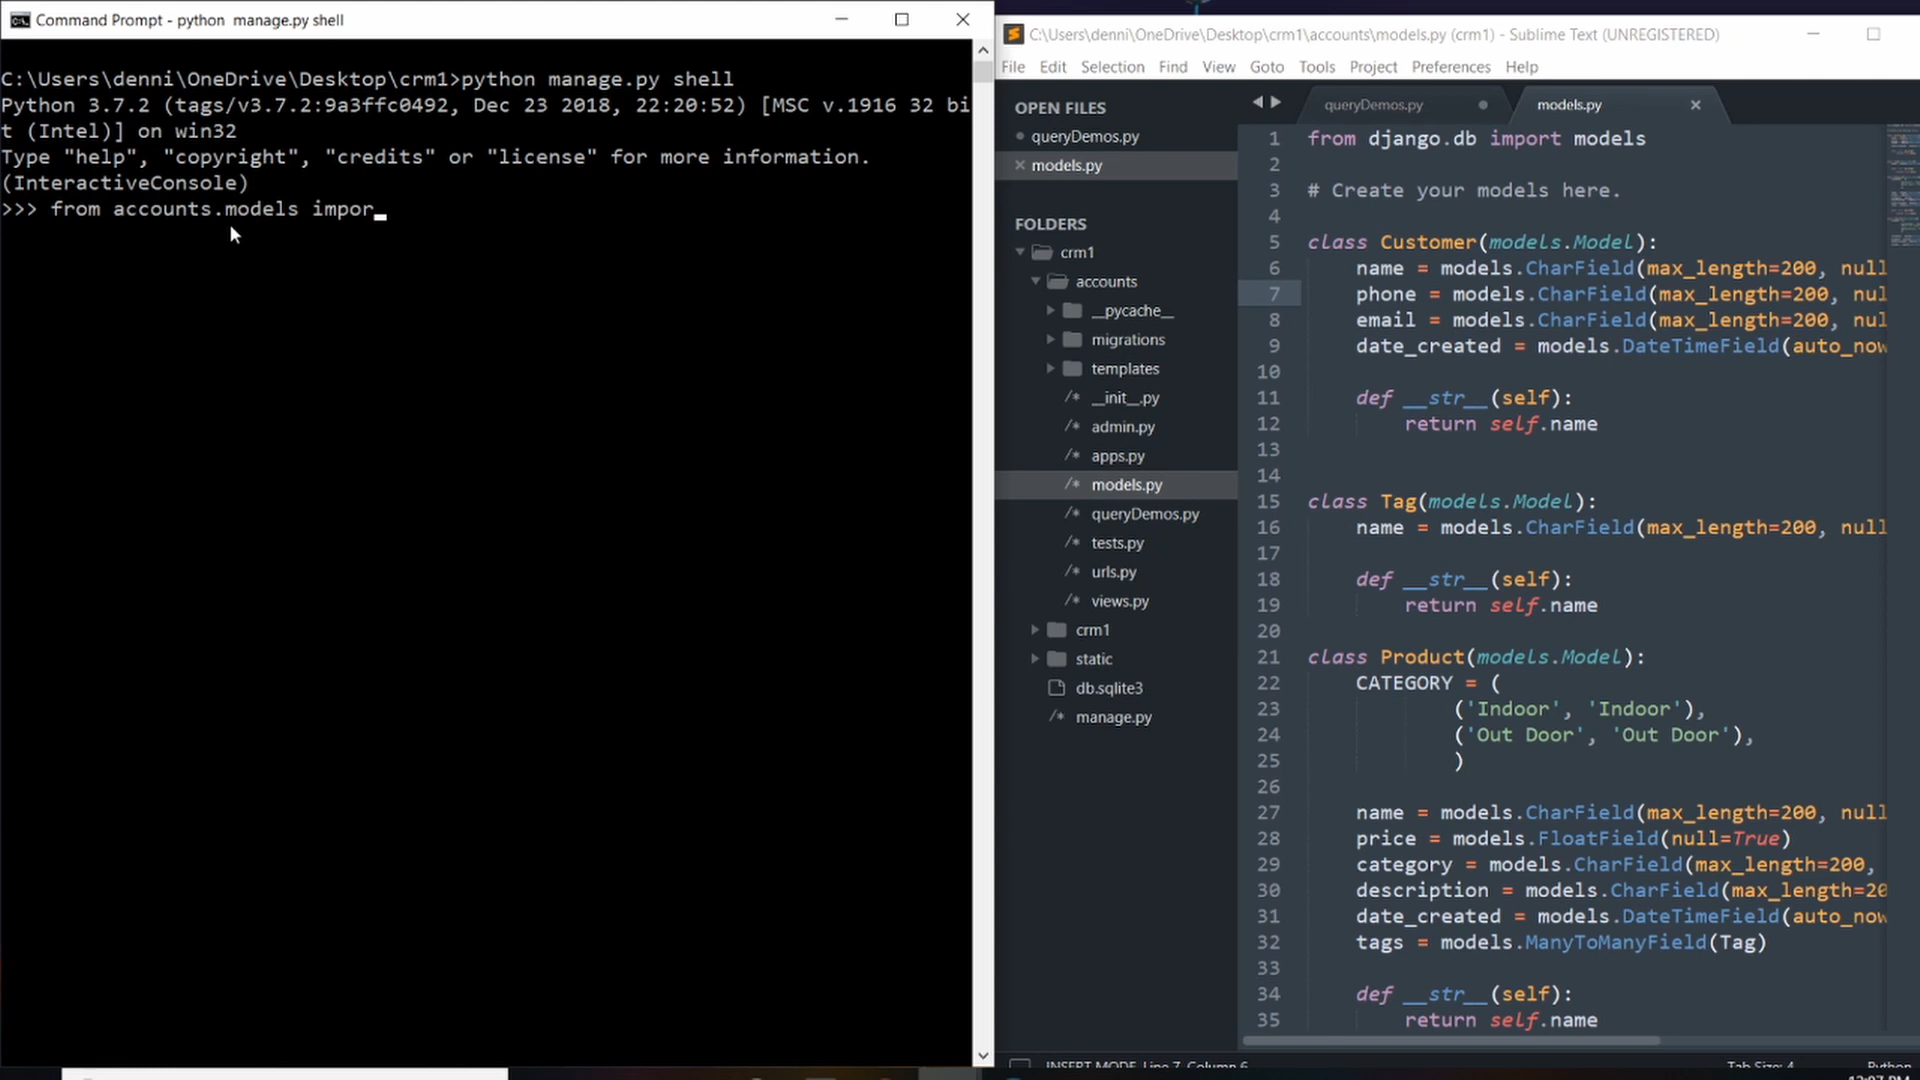 Command Prompt - python  manage.py shell
C:\Users\denni\OneDrive\Desktop\crm1>python manage.py shell
Python 3.7.2 (tags/v3.7.2:9a3ffc0492, Dec 23 2018, 22:20:52) [MSC v.1916 32 bi
t (Intel)] on win32
Type "help", "copyright", "credits" or "license" for more information.
(InteractiveConsole)
>>> from accounts.models impor_
C:\Users\denni\OneDrive\Desktop\crm1\accounts\models.py (crm1) - Sublime Text (UNREGISTERED)
File Edit Selection Find View Goto Tools Project Preferences Help
OPEN FILES
queryDemos.py
models.py
FOLDERS
crm1
accounts
__pycache__
migrations
templates
/* __init__.py
/* admin.py
/* apps.py
/* models.py
/* queryDemos.py
/* tests.py
/* urls.py
/* views.py
crm1
static
db.sqlite3
/* manage.py
queryDemos.py
models.py
1 from django.db import models
2
3 # Create your models here.
4
5 class Customer(models.Model):
6 name = models.CharField(max_length=200, null
7 phone = models.CharField(max_length=200, nul
8 email = models.CharField(max_length=200, nul
9 date_created = models.DateTimeField(auto_now
10
11 def __str__(self):
12 return self.name
13
14
15 class Tag(models.Model):
16 name = models.CharField(max_length=200, null
17
18 def __str__(self):
19 return self.name
20
21 class Product(models.Model):
22 CATEGORY = (
23 ('Indoor', 'Indoor'),
24 ('Out Door', 'Out Door'),
25 )
26
27 name = models.CharField(max_length=200, null
28 price = models.FloatField(null=True)
29 category = models.CharField(max_length=200,
30 description = models.CharField(max_length=20
31 date_created = models.DateTimeField(auto_now
32 tags = models.ManyToManyField(Tag)
33
34 def __str__(self):
35 return self.name
INSERT MODE, Line 7, Column 6
Tab Size: 4
Python
12:07 PM